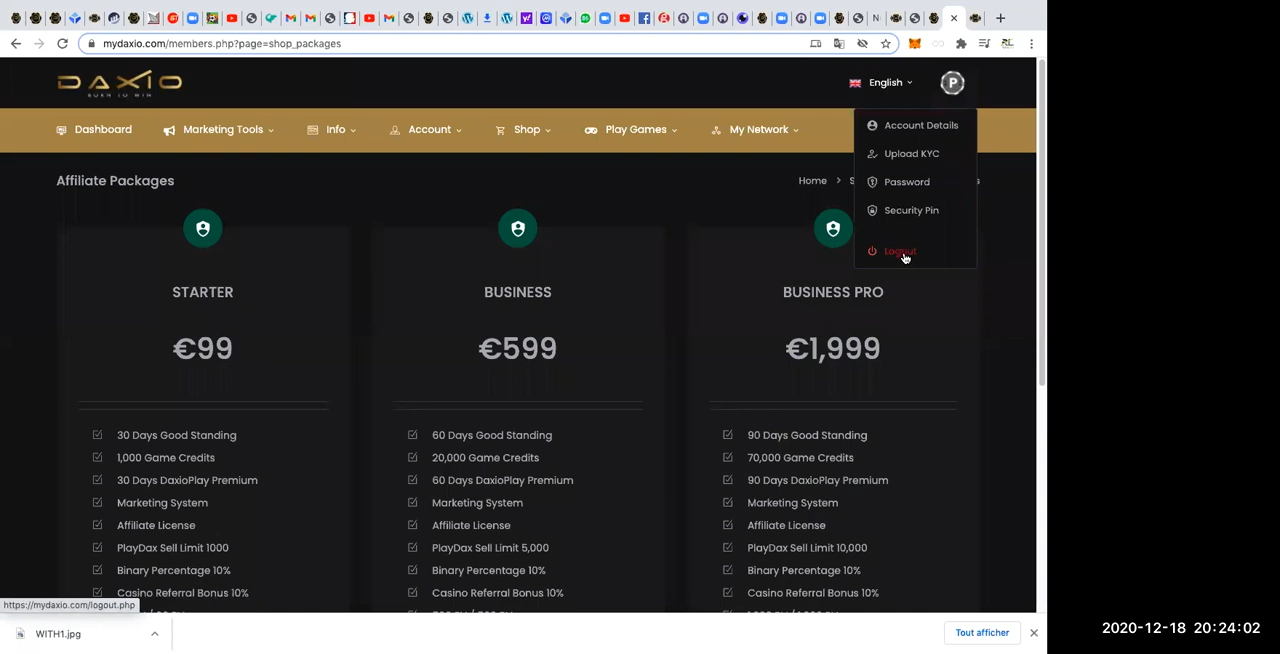 mydaxio.com/members.php?page=shop_packages
DAXIO
BORN TO WIN
English
P
Dashboard
Marketing Tools
Info
Account
Shop
Play Games
My Network
Account Details
Upload KYC
Password
Security Pin
Logout
Affiliate Packages
Home
STARTER
€99
30 Days Good Standing
1,000 Game Credits
30 Days DaxioPlay Premium
Marketing System
Affiliate License
PlayDax Sell Limit 1000
Binary Percentage 10%
Casino Referral Bonus 10%
BUSINESS
€599
60 Days Good Standing
20,000 Game Credits
60 Days DaxioPlay Premium
Marketing System
Affiliate License
PlayDax Sell Limit 5,000
Binary Percentage 10%
Casino Referral Bonus 10%
BUSINESS PRO
€1,999
90 Days Good Standing
70,000 Game Credits
90 Days DaxioPlay Premium
Marketing System
Affiliate License
PlayDax Sell Limit 10,000
Binary Percentage 10%
Casino Referral Bonus 10%
https://mydaxio.com/logout.php
WITH1.jpg
Tout afficher
2020-12-18 20:24:02